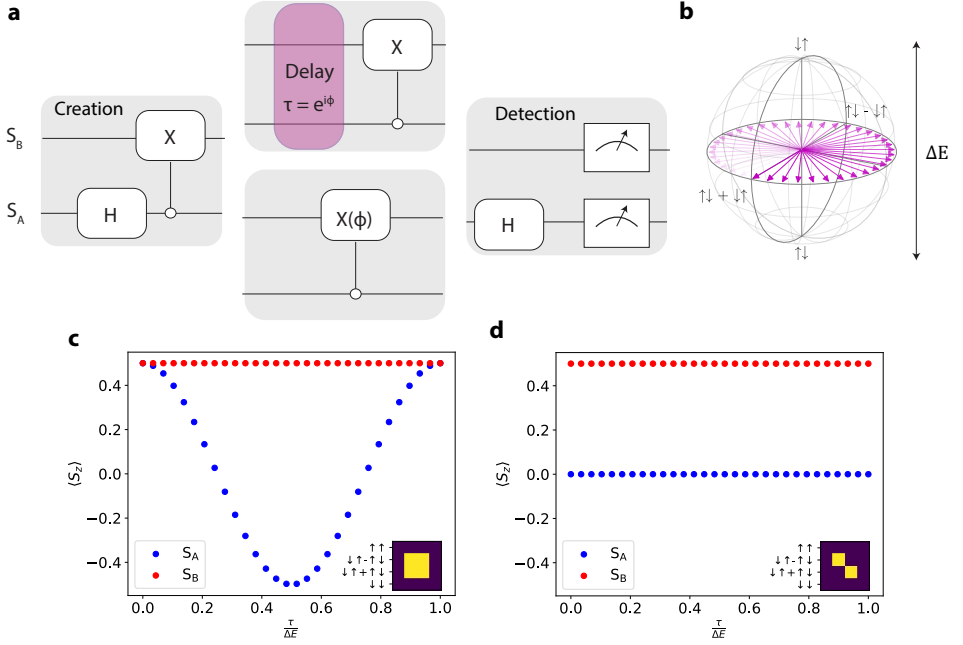 a
Creation
S_B
S_A
X
H
Delay
τ = e^{iϕ}
X
X(ϕ)
Detection
H
b
↓↑
↑↓ - ↓↑
↑↓ + ↓↑
↑↓
ΔE
c
⟨S_z⟩
0.4
0.2
0.0
−0.2
−0.4
0.0 0.2 0.4 0.6 0.8 1.0
τ
ΔE
S_A
S_B
↑↑
↓↑-↑↓
↓↑+↑↓
↓↓
d
⟨S_z⟩
0.4
0.2
0.0
−0.2
−0.4
0.0 0.2 0.4 0.6 0.8 1.0
τ
ΔE
S_A
S_B
↑↑
↓↑-↑↓
↓↑+↑↓
↓↓